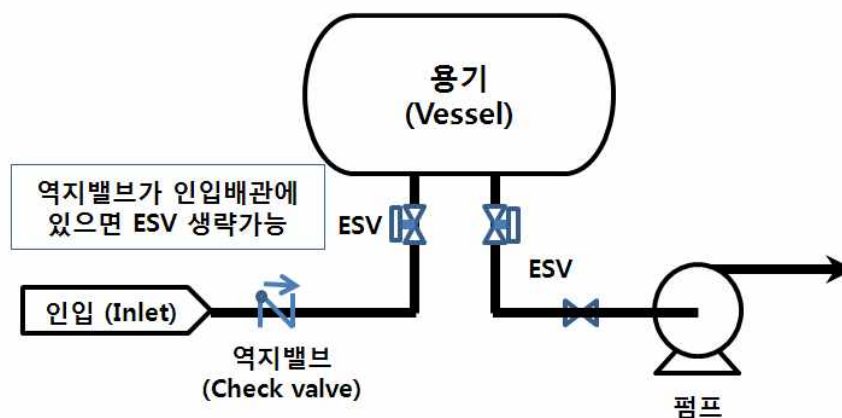 용기
(Vessel)
역지밸브가 인입배관에
있으면 ESV 생략가능
ESV
ESV
인입 (Inlet)
역지밸브
(Check valve)
펌프